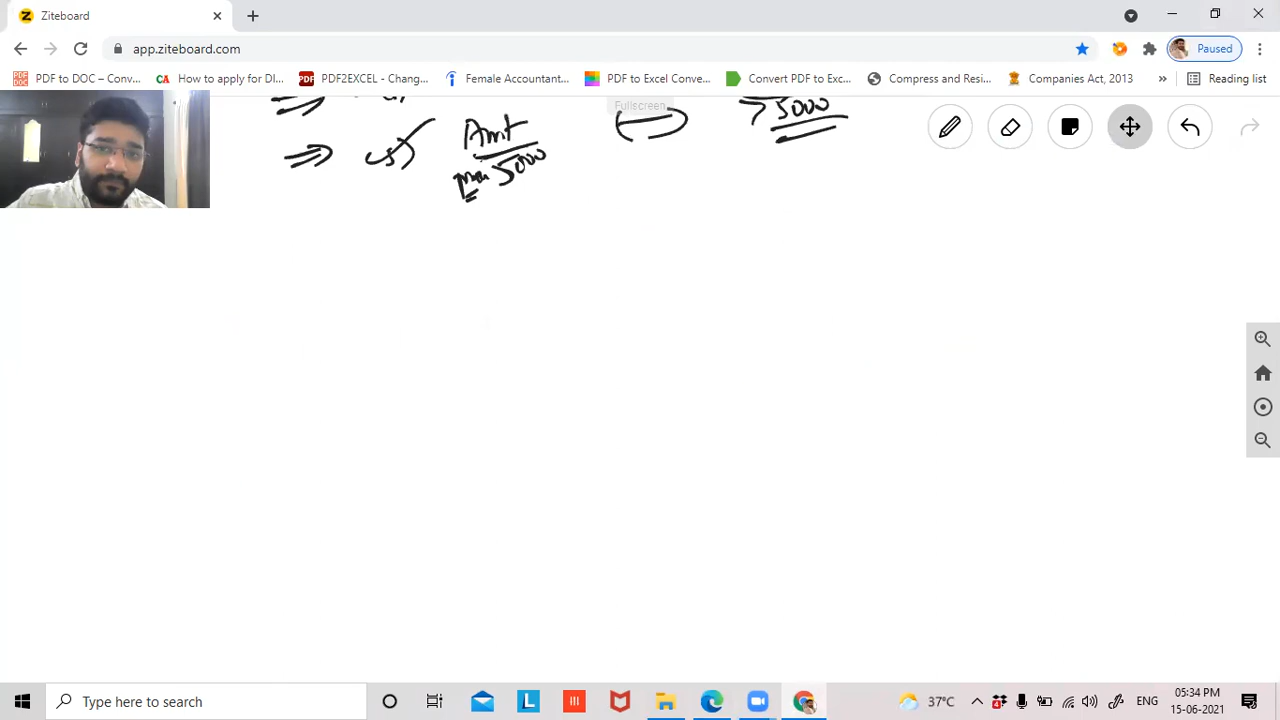 Ziteboard
app.ziteboard.com
Paused
PDF to DOC – Conv...
How to apply for DI...
PDF2EXCEL - Chang...
Female Accountant...
PDF to Excel Conve...
Convert PDF to Exc...
Compress and Resi...
Companies Act, 2013
»
Reading list
Fullscreen
> 5000
Amt
5000
Type here to search
37°C
ENG
05:34 PM
15-06-2021